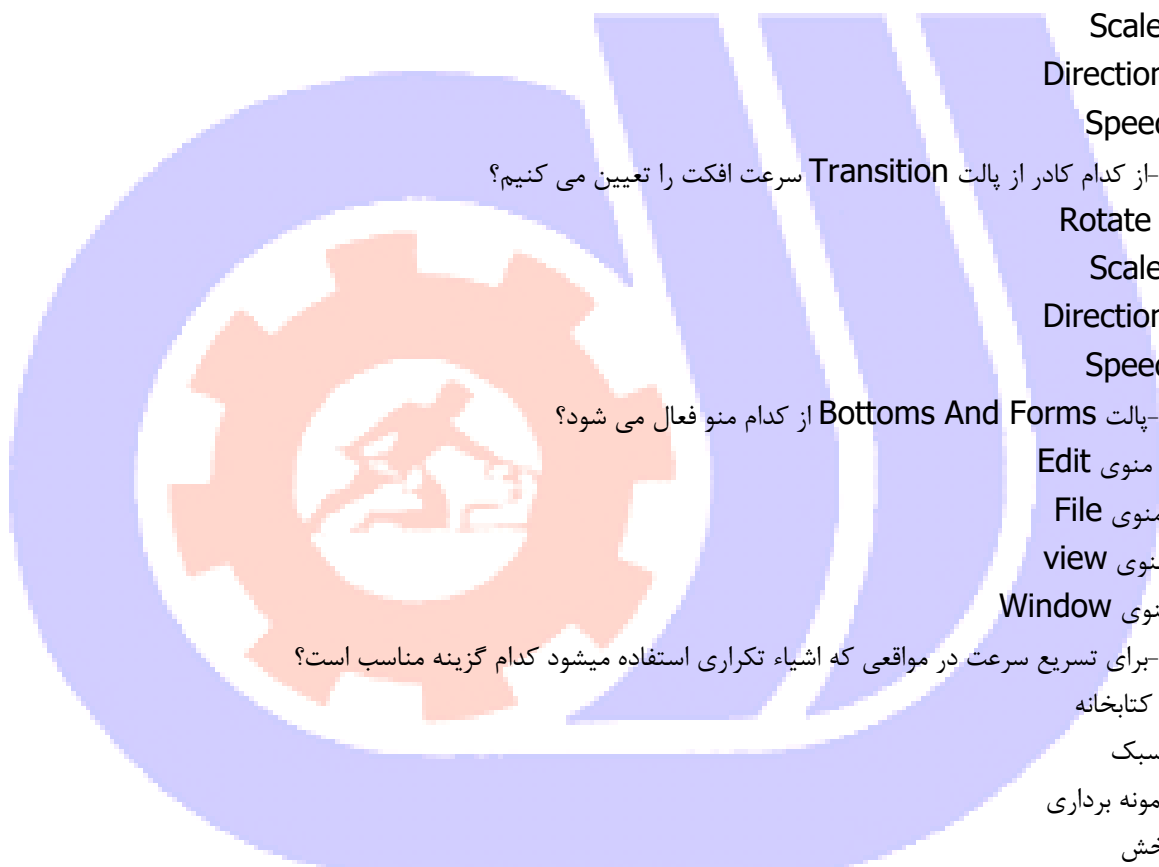 Scale
Direction
Speed
-از کدام کادر از پالت Transition سرعت افکت را تعیین می کنیم؟
Rotate
Scale
Direction
Speed
-پالت Bottoms And Forms از کدام منو فعال می شود؟
منوی Edit
منوی File
منوی view
منوی Window
-برای تسریع سرعت در مواقعی که اشیاء تکراری استفاده میشود کدام گزینه مناسب است؟
کتابخانه
سبک
نمونه برداری